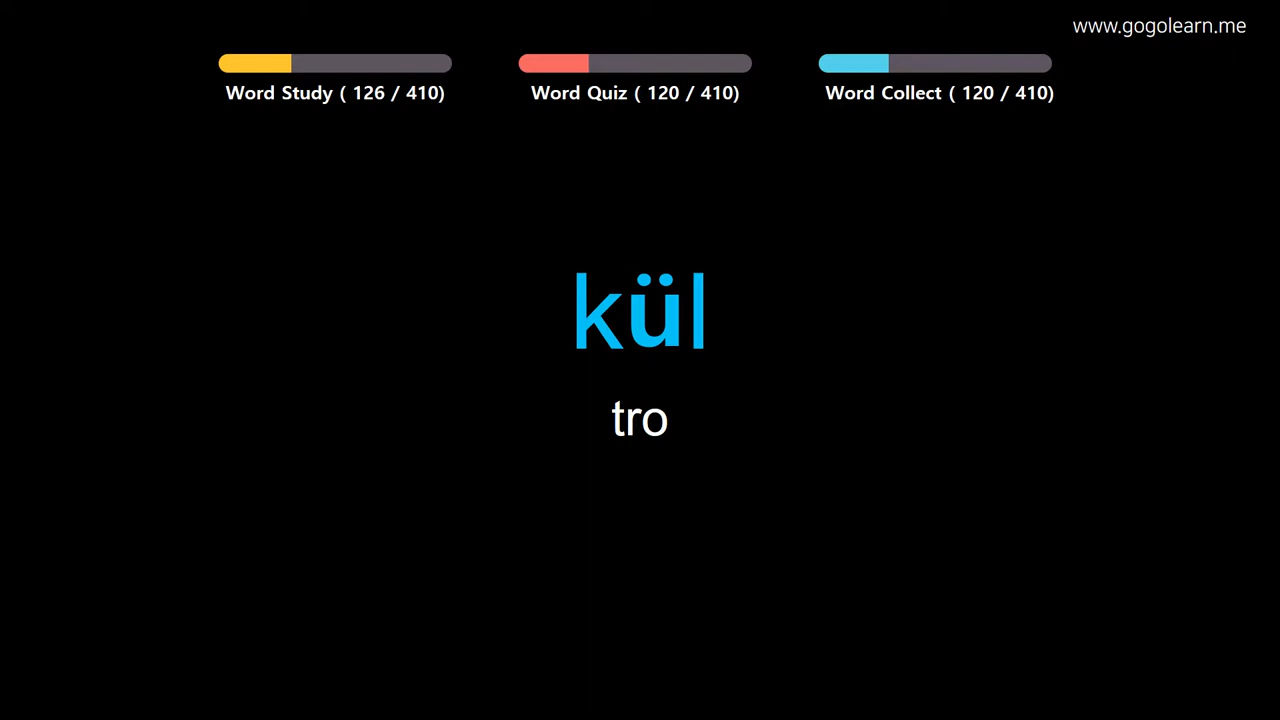 www.gogolearn.me
Word Study ( 126 / 410)
Word Quiz ( 120 / 410)
Word Collect ( 120 / 410)
kül
tro